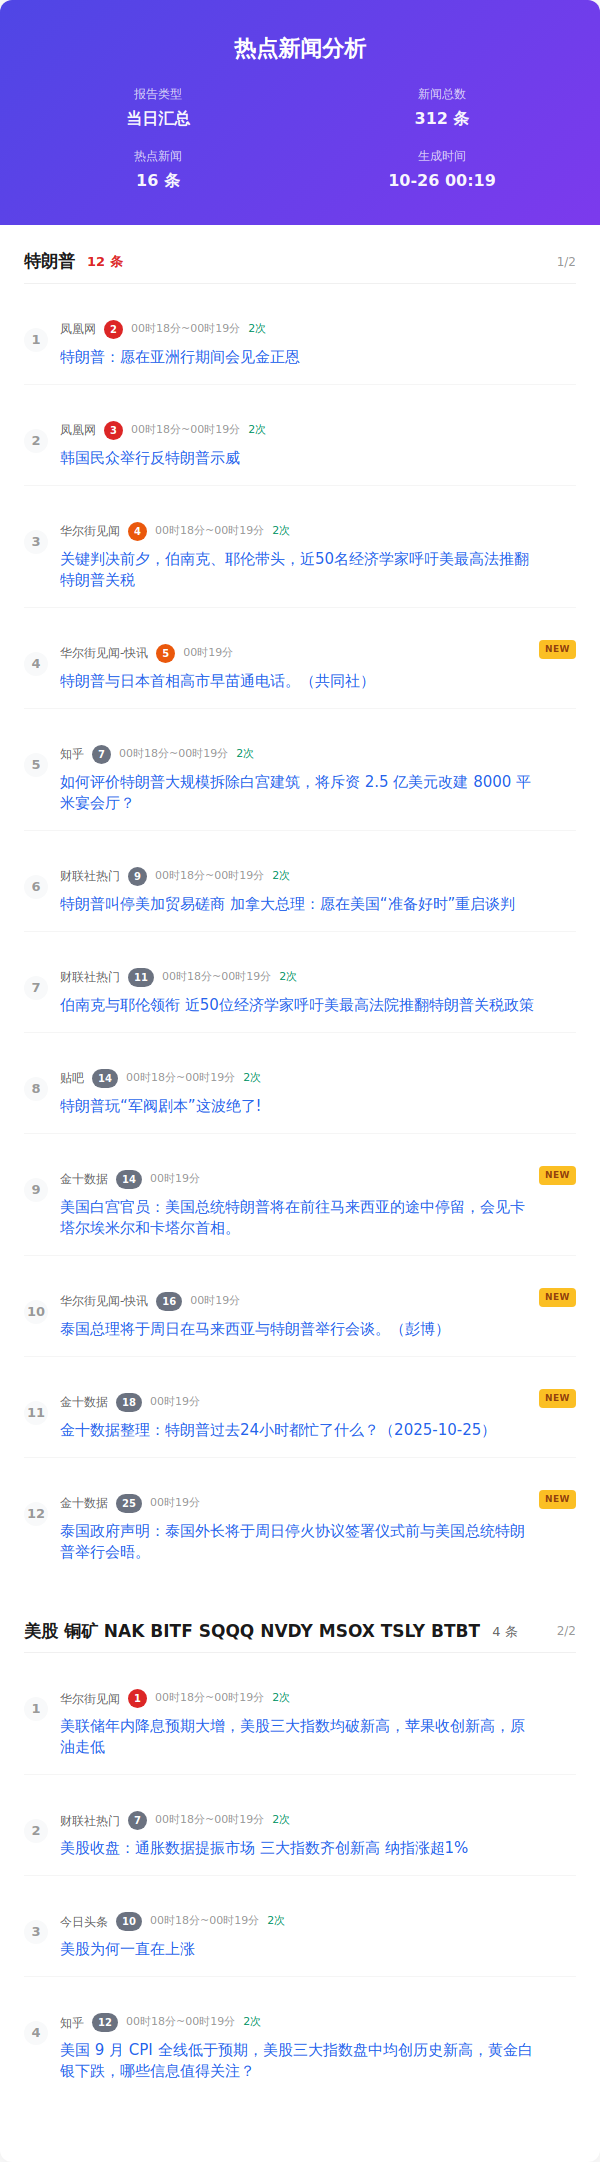 热点新闻分析
报告类型
当日汇总
新闻总数
312 条
热点新闻
16 条
生成时间
10-26 00:19
特朗普 12 条 1/2
1
凤凰网 2 00时18分~00时19分 2次
特朗普：愿在亚洲行期间会见金正恩
2
凤凰网 3 00时18分~00时19分 2次
韩国民众举行反特朗普示威
3
华尔街见闻 4 00时18分~00时19分 2次
关键判决前夕，伯南克、耶伦带头，近50名经济学家呼吁美最高法推翻
特朗普关税
4
华尔街见闻-快讯 5 00时19分 NEW
特朗普与日本首相高市早苗通电话。（共同社）
5
知乎 7 00时18分~00时19分 2次
如何评价特朗普大规模拆除白宫建筑，将斥资 2.5 亿美元改建 8000 平
米宴会厅？
6
财联社热门 9 00时18分~00时19分 2次
特朗普叫停美加贸易磋商 加拿大总理：愿在美国“准备好时”重启谈判
7
财联社热门 11 00时18分~00时19分 2次
伯南克与耶伦领衔 近50位经济学家呼吁美最高法院推翻特朗普关税政策
8
贴吧 14 00时18分~00时19分 2次
特朗普玩“军阀剧本”这波绝了!
9
金十数据 14 00时19分 NEW
美国白宫官员：美国总统特朗普将在前往马来西亚的途中停留，会见卡
塔尔埃米尔和卡塔尔首相。
10
华尔街见闻-快讯 16 00时19分 NEW
泰国总理将于周日在马来西亚与特朗普举行会谈。（彭博）
11
金十数据 18 00时19分 NEW
金十数据整理：特朗普过去24小时都忙了什么？（2025-10-25）
12
金十数据 25 00时19分 NEW
泰国政府声明：泰国外长将于周日停火协议签署仪式前与美国总统特朗
普举行会晤。
美股 铜矿 NAK BITF SQQQ NVDY MSOX TSLY BTBT 4 条 2/2
1
华尔街见闻 1 00时18分~00时19分 2次
美联储年内降息预期大增，美股三大指数均破新高，苹果收创新高，原
油走低
2
财联社热门 7 00时18分~00时19分 2次
美股收盘：通胀数据提振市场 三大指数齐创新高 纳指涨超1%
3
今日头条 10 00时18分~00时19分 2次
美股为何一直在上涨
4
知乎 12 00时18分~00时19分 2次
美国 9 月 CPI 全线低于预期，美股三大指数盘中均创历史新高，黄金白
银下跌，哪些信息值得关注？